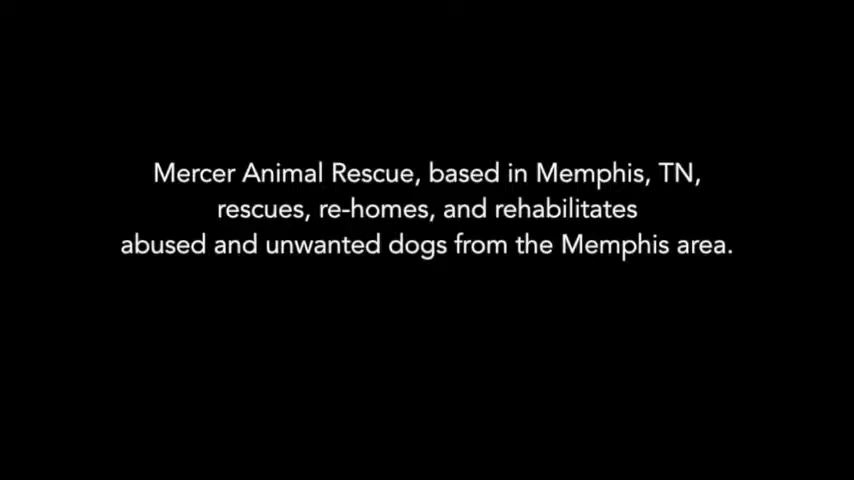 Mercer Animal Rescue, based in Memphis, TN,
rescues, re-homes, and rehabilitates
abused and unwanted dogs from the Memphis area.